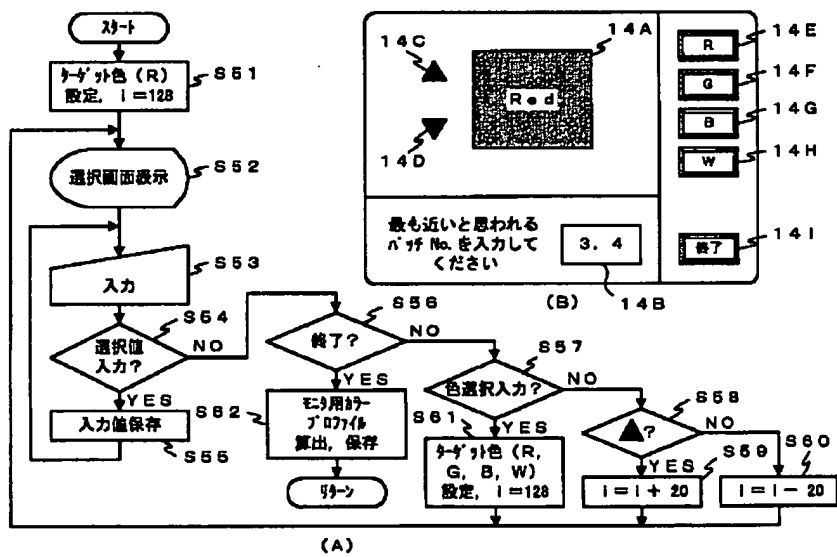 スタート
ターゲット色 (R)
設定, i=128
S51
選択画面表示
S52
入力
S53
選択値
入力?
S54
NO
YES
入力値保存
S55
終了?
S56
NO
YES
モニタ用カラー
プロファイル
算出, 保存
S62
リターン
色選択入力?
S57
NO
YES
ターゲット色 (R,
G, B, W)
設定, i=128
S61
▲?
S58
NO
YES
i=i+20
S59
i=i-20
S60
(A)
14C
14D
14A
Red
最も近いと思われる
パッチ No. を入力して
ください
3. 4
14B
R
14E
G
14F
B
14G
W
14H
終了
14I
(B)